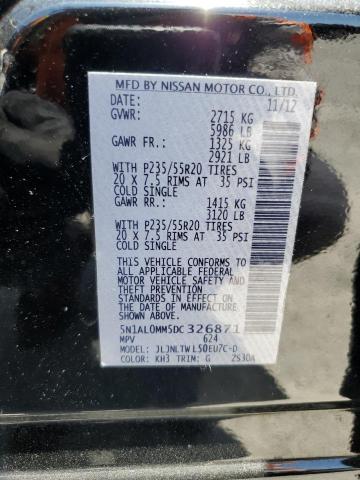 MFD BY NISSAN MOTOR CO., LTD.
DATE: 11/12
GVWR: 2715 KG
5986 LB
GAWR FR.: 1325 KG
2921 LB
WITH P235/55R20 TIRES
20 X 7.5 RIMS AT 35 PSI
COLD SINGLE
GAWR RR: 1415 KG
3120 LB
WITH P235/55R20 TIRES
20 X 7.5 RIMS AT 35 PSI
COLD SINGLE
THIS VEHICLE CONFORMS TO
ALL APPLICABLE FEDERAL
MOTOR VEHICLE SAFETY AND
THEFT PREVENTION
STANDARDS IN EFFECT ON
THE DATE OF MANUFACTURE
SHOWN ABOVE.
5N1AL0MM5DC326871
MPV 624
MODEL: JLJNLTWL50EU7C-D
COLOR: KH3 TRIM: G ZS30A